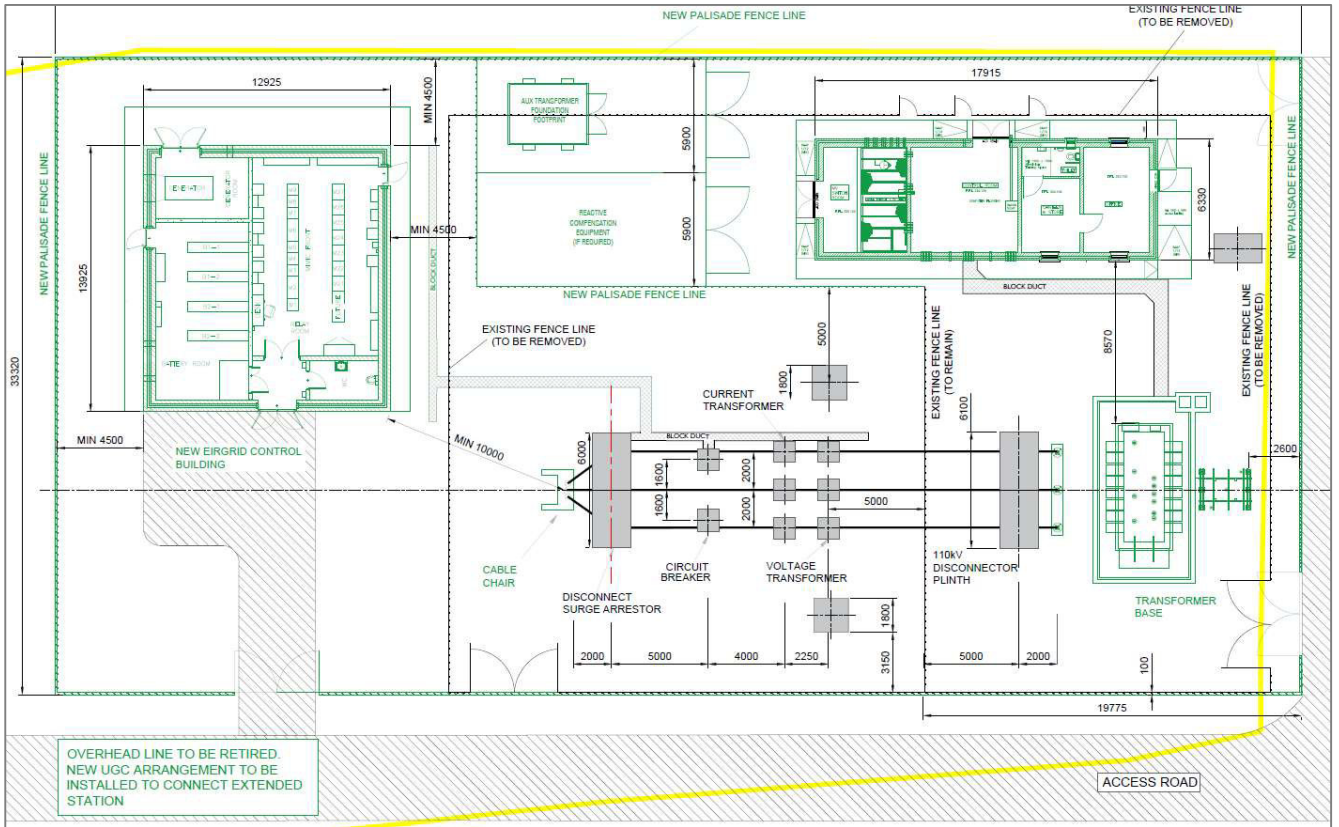 NEW PALISADE FENCE LINE
EXISTING FENCE LINE
(TO BE REMOVED)
12925
MIN 4500
AUX TRANSFORMER
FOUNDATION
FOOTPRINT
5900
17915
NEW PALISADE FENCE LINE
NEW PALISADE FENCE LINE
13925
33320
MIN 4500
BLOCK DUCT
REACTIVE
COMPENSATION
EQUIPMENT
(IF REQUIRED)
5900
6330
NEW PALISADE FENCE LINE
BLOCK DUCT
EXISTING FENCE LINE
(TO BE REMOVED)
5000
EXISTING FENCE LINE
(TO REMAIN)
8570
EXISTING FENCE LINE
(TO BE REMOVED)
1800
CURRENT
TRANSFORMER
6100
MIN 4500
NEW EIRGRID CONTROL
BUILDING
MIN 10000
6000
BLOCK DUCT
1600
1600
2000
2000
5000
2600
CABLE
CHAIR
CIRCUIT
BREAKER
VOLTAGE
TRANSFORMER
110kV
DISCONNECTOR
PLINTH
DISCONNECT
SURGE ARRESTOR
TRANSFORMER
BASE
1800
3150
2000
5000
4000
2250
5000
2000
100
19775
OVERHEAD LINE TO BE RETIRED.
NEW UGC ARRANGEMENT TO BE
INSTALLED TO CONNECT EXTENDED
STATION
ACCESS ROAD